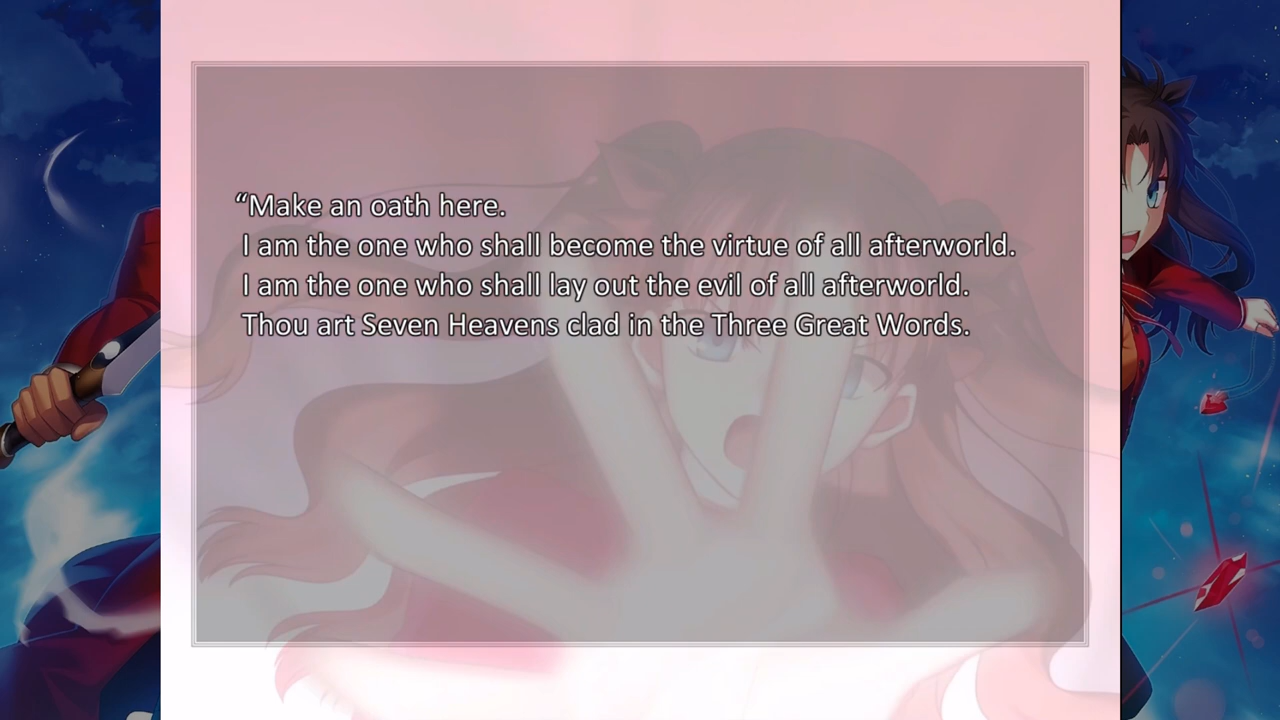 “Make an oath here.
I am the one who shall become the virtue of all afterworld.
I am the one who shall lay out the evil of all afterworld.
Thou art Seven Heavens clad in the Three Great Words.